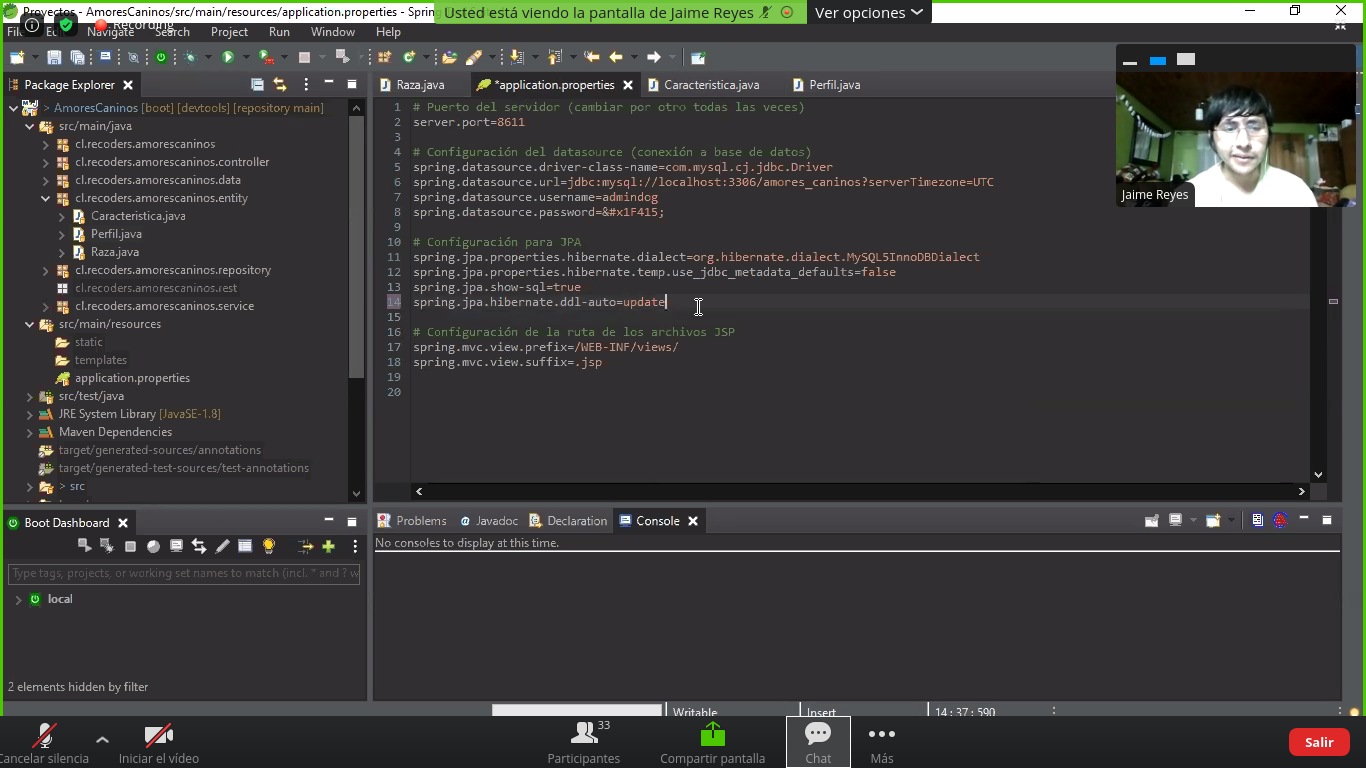 Proyectos - AmoresCaninos/src/main/resources/application.properties - Sprin
Usted está viendo la pantalla de Jaime Reyes
Ver opciones
Recording
Navigate Search Project Run Window Help
Package Explorer
Raza.java
*application.properties
Caracteristica.java
Perfil.java
> AmoresCaninos [boot] [devtools] [repository main]
src/main/java
cl.recoders.amorescaninos
cl.recoders.amorescaninos.controller
cl.recoders.amorescaninos.data
cl.recoders.amorescaninos.entity
Caracteristica.java
Perfil.java
Raza.java
cl.recoders.amorescaninos.repository
cl.recoders.amorescaninos.rest
cl.recoders.amorescaninos.service
src/main/resources
static
templates
application.properties
src/test/java
JRE System Library [JavaSE-1.8]
Maven Dependencies
target/generated-sources/annotations
target/generated-test-sources/test-annotations
> src
1 # Puerto del servidor (cambiar por otro todas las veces)
2 server.port=8611
3
4 # Configuración del datasource (conexión a base de datos)
5 spring.datasource.driver-class-name=com.mysql.cj.jdbc.Driver
6 spring.datasource.url=jdbc:mysql://localhost:3306/amores_caninos?serverTimezone=UTC
7 spring.datasource.username=admindog
8 spring.datasource.password=&#x1F415;
9
10 # Configuración para JPA
11 spring.jpa.properties.hibernate.dialect=org.hibernate.dialect.MySQL5InnoDBDialect
12 spring.jpa.properties.hibernate.temp.use_jdbc_metadata_defaults=false
13 spring.jpa.show-sql=true
14 spring.jpa.hibernate.ddl-auto=update
15
16 # Configuración de la ruta de los archivos JSP
17 spring.mvc.view.prefix=/WEB-INF/views/
18 spring.mvc.view.suffix=.jsp
19
20
Jaime Reyes
Boot Dashboard
Type tags, projects, or working set names to match (incl. * and ? w
local
2 elements hidden by filter
Problems
@ Javadoc
Declaration
Console
No consoles to display at this time.
Writable
Insert
14 : 37 : 590
Cancelar silencia
Iniciar el vídeo
33
Participantes
Compartir pantalla
Chat
Más
Salir